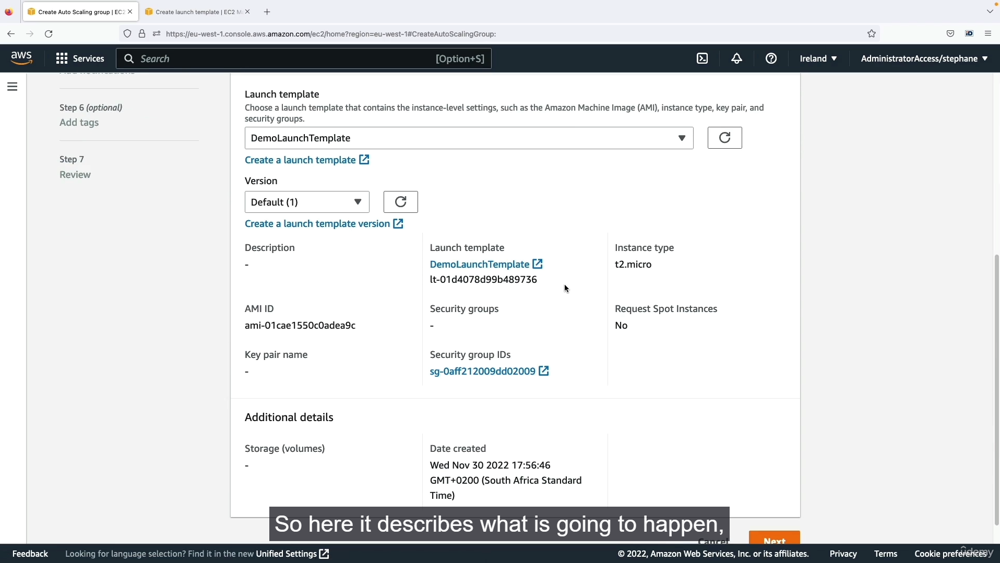 Create Auto Scaling group | EC2
Create launch template | EC2 Ma
https://eu-west-1.console.aws.amazon.com/ec2/home?region=eu-west-1#CreateAutoScalingGroup:
aws
Services
Search
[Option+S]
Ireland
AdministratorAccess/stephane
Step 6 (optional)
Add tags
Step 7
Review
Launch template
Choose a launch template that contains the instance-level settings, such as the Amazon Machine Image (AMI), instance type, key pair, and
security groups.
DemoLaunchTemplate
Create a launch template
Version
Default (1)
Create a launch template version
Description
-
Launch template
DemoLaunchTemplate
lt-01d4078d99b489736
Instance type
t2.micro
AMI ID
ami-01cae1550c0adea9c
Security groups
-
Request Spot Instances
No
Key pair name
-
Security group IDs
sg-0aff212009dd02009
Additional details
Storage (volumes)
-
Date created
Wed Nov 30 2022 17:56:46
GMT+0200 (South Africa Standard
Time)
So here it describes what is going to happen,
Cancel
Next
Feedback
Looking for language selection? Find it in the new Unified Settings
© 2022, Amazon Web Services, Inc. or its affiliates.
Privacy
Terms
Cookie preferences
ûdemy